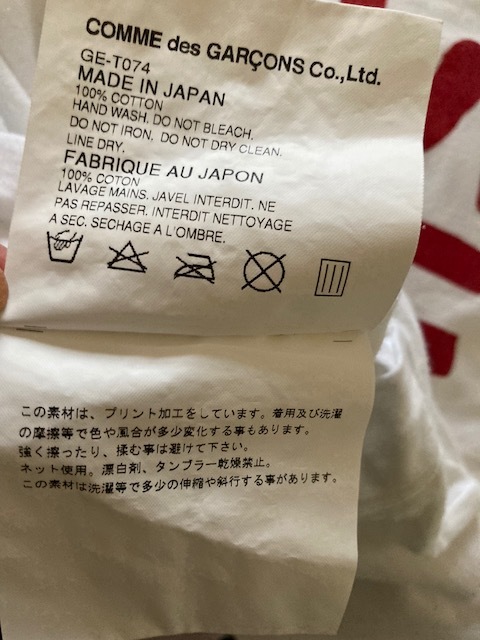 COMME des GARÇONS Co.,Ltd.
GE-T074
MADE IN JAPAN
100% COTTON
HAND WASH. DO NOT BLEACH.
DO NOT IRON. DO NOT DRY CLEAN.
LINE DRY.
FABRIQUE AU JAPON
100% COTON
LAVAGE MAINS. JAVEL INTERDIT. NE
PAS REPASSER. INTERDIT NETTOYAGE
A SEC. SECHAGE A L'OMBRE.
この素材は、プリント加工をしています。着用及び洗濯
の摩擦等で色や風合が多少変化する事もあります。
強く擦ったり、揉む事は避けて下さい。
ネット使用。漂白剤、タンブラー乾燥禁止。
この素材は洗濯等で多少の伸縮や斜行する事があります。